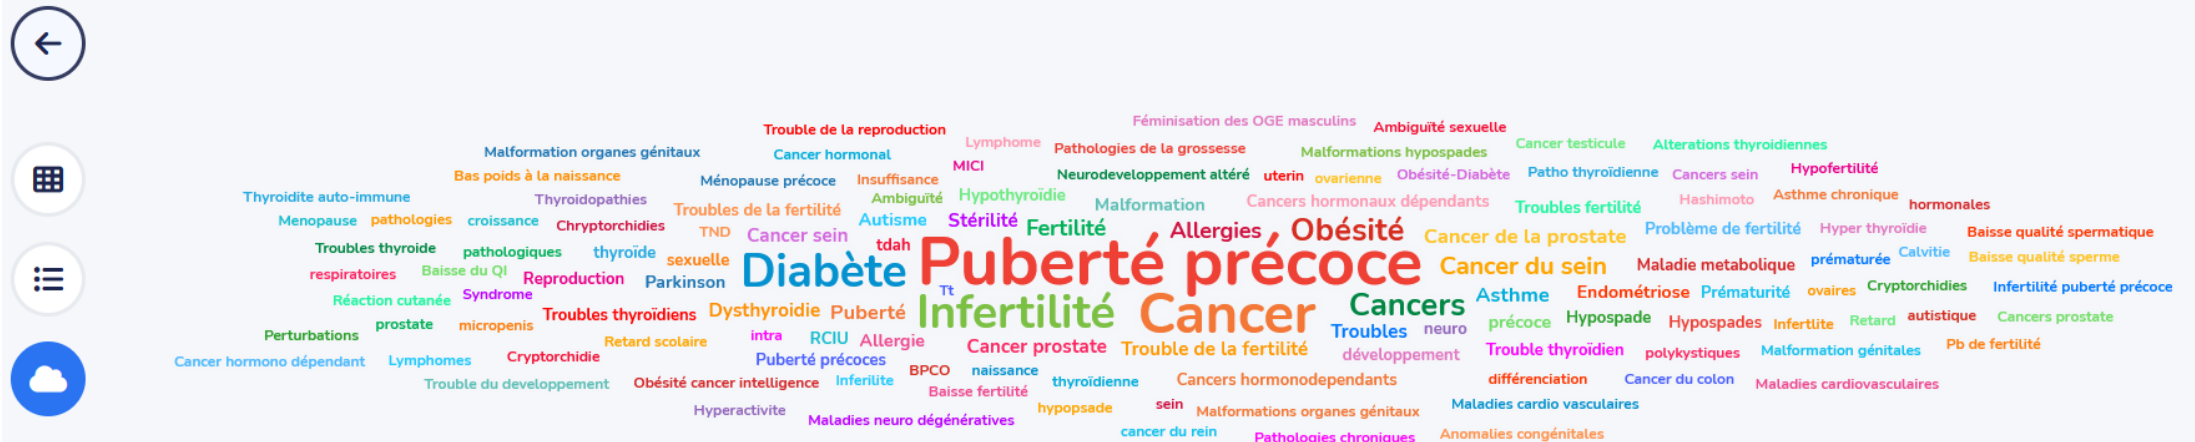 Féminisation des OGE masculins
Trouble de la reproduction
Ambiguïté sexuelle
Lymphome
Pathologies de la grossesse
Cancer testicule
Alterations thyroidiennes
Malformation organes génitaux
Cancer hormonal
Malformations hypospades
MICI
Hypofertilité
Bas poids à la naissance
Ménopause précoce
Insuffisance
Neurodeveloppement altéré
uterin
ovarienne
Obésité-Diabète
Patho thyroïdienne
Cancers sein
Thyroidite auto-immune
Thyroidopathies
Ambiguïté
Hypothyroïdie
Malformation
Cancers hormonaux dépendants
Troubles fertilité
Hashimoto
Asthme chronique
hormonales
Menopause
pathologies
croissance
Chryptorchidies
Troubles de la fertilité
Autisme
Stérilité
Fertilité
Allergies
Obésité
Cancer de la prostate
Problème de fertilité
Hyper thyroïdie
Baisse qualité spermatique
TND
Cancer sein
tdah
Troubles thyroide
pathologiques
thyroïde
sexuelle
Puberté précoce
Cancer du sein
Maladie metabolique
prématurée
Calvitie
Baisse qualité sperme
respiratoires
Baisse du QI
Reproduction
Parkinson
Diabète
Tt
Réaction cutanée
Syndrome
Asthme
Endométriose
Prématurité
ovaires
Cryptorchidies
Infertilité puberté précoce
Troubles thyroïdiens
Dysthyroidie
Puberté
Infertilité
Cancer
Cancers
Perturbations
prostate
micropenis
Troubles
neuro
précoce
Hypospade
Hypospades
Infertlite
Retard
autistique
Cancers prostate
Retard scolaire
intra
RCIU
Allergie
Cancer prostate
Trouble de la fertilité
développement
Trouble thyroïdien
polykystiques
Malformation génitales
Pb de fertilité
Cancer hormono dépendant
Lymphomes
Cryptorchidie
Puberté précoces
BPCO
naissance
Trouble du developpement
Obésité cancer intelligence
Inferilite
Baisse fertilité
thyroïdienne
Cancers hormonodependants
différenciation
Cancer du colon
Maladies cardiovasculaires
Hyperactivite
Maladies neuro dégénératives
hypopsade
sein
Malformations organes génitaux
Maladies cardio vasculaires
cancer du rein
Pathologies chroniques
Anomalies congénitales